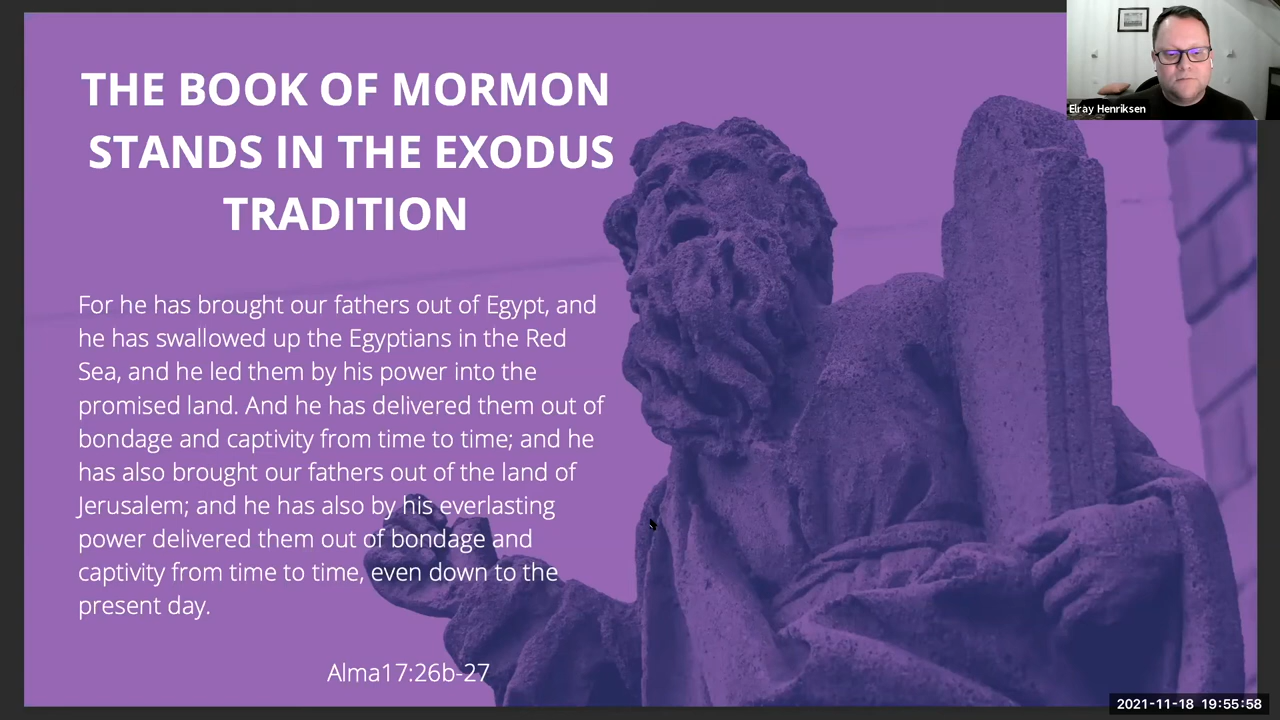 THE BOOK OF MORMON
STANDS IN THE EXODUS
TRADITION
For he has brought our fathers out of Egypt, and
he has swallowed up the Egyptians in the Red
Sea, and he led them by his power into the
promised land. And he has delivered them out of
bondage and captivity from time to time; and he
has also brought our fathers out of the land of
Jerusalem; and he has also by his everlasting
power delivered them out of bondage and
captivity from time to time, even down to the
present day.
Alma17:26b-27
Elray Henriksen
2021-11-18 19:55:58